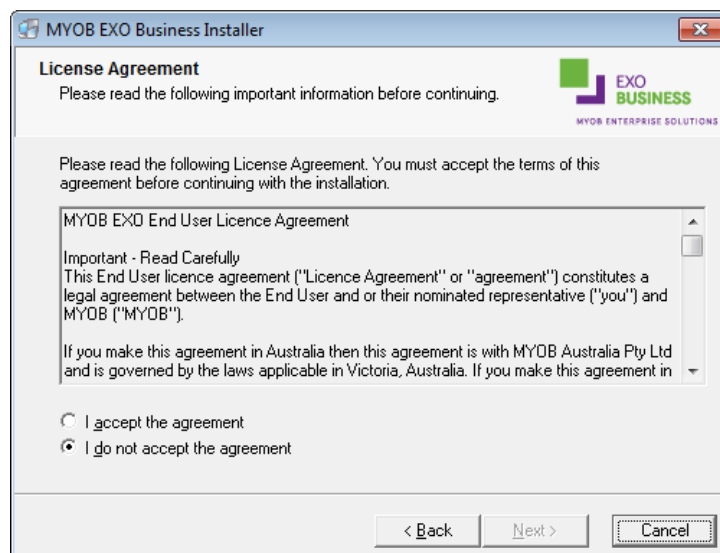 MYOB EXO Business Installer
License Agreement
Please read the following important information before continuing.
EXO
BUSINESS
MYOB ENTERPRISE SOLUTIONS
Please read the following License Agreement. You must accept the terms of this
agreement before continuing with the installation.
MYOB EXO End User Licence Agreement
Important - Read Carefully
This End User licence agreement ("Licence Agreement" or "agreement") constitutes a
legal agreement between the End User and or their nominated representative ("you") and
MYOB ("MYOB").
If you make this agreement in Australia then this agreement is with MYOB Australia Pty Ltd
and is governed by the laws applicable in Victoria, Australia. If you make this agreement in
I accept the agreement
I do not accept the agreement
< Back
Next >
Cancel